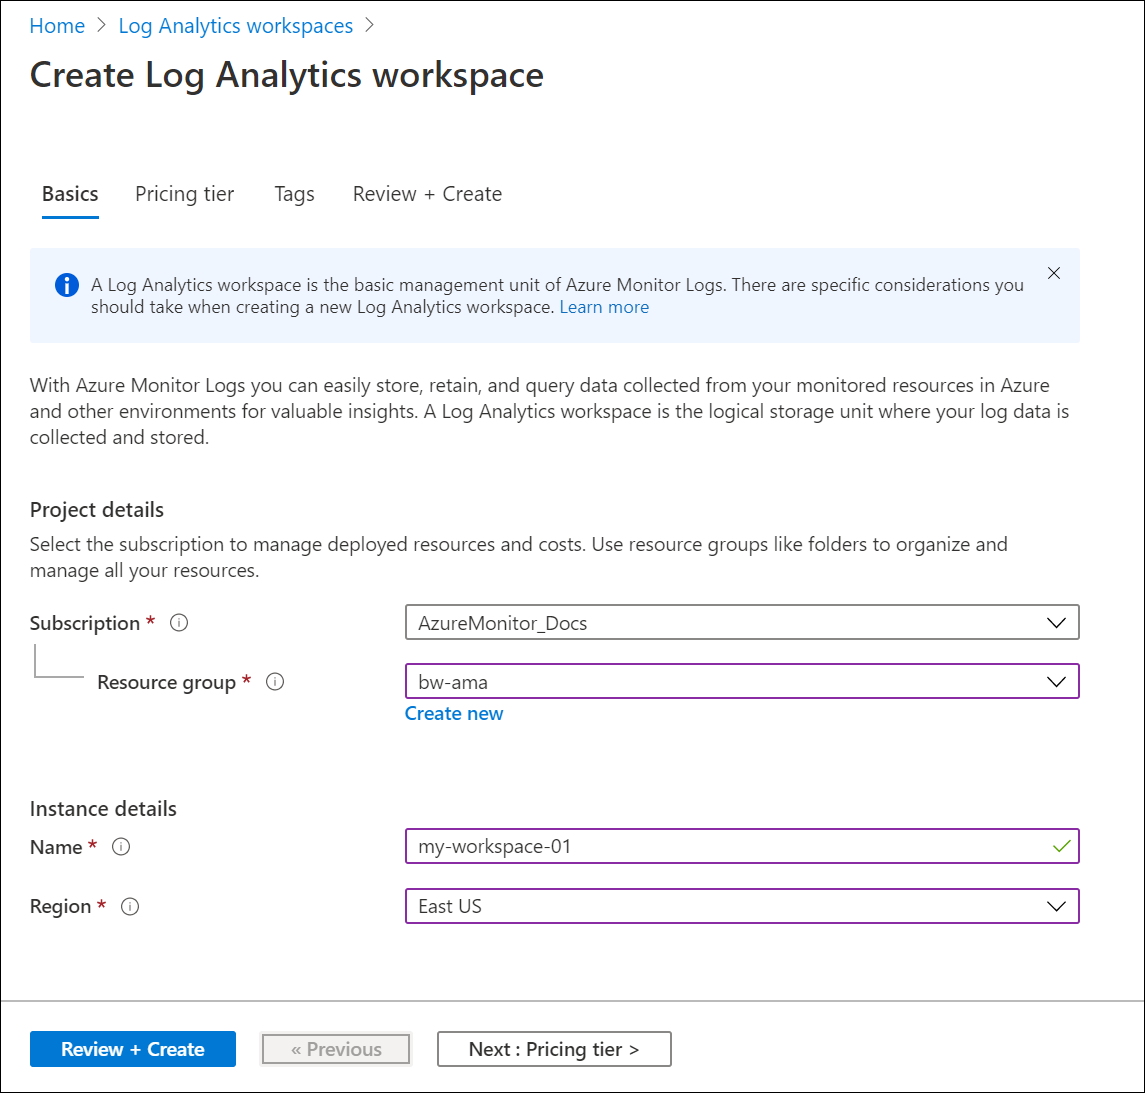 Home > Log Analytics workspaces >
Create Log Analytics workspace
Basics Pricing tier Tags Review + Create
A Log Analytics workspace is the basic management unit of Azure Monitor Logs. There are specific considerations you
should take when creating a new Log Analytics workspace. Learn more
With Azure Monitor Logs you can easily store, retain, and query data collected from your monitored resources in Azure
and other environments for valuable insights. A Log Analytics workspace is the logical storage unit where your log data is
collected and stored.
Project details
Select the subscription to manage deployed resources and costs. Use resource groups like folders to organize and
manage all your resources.
Subscription * AzureMonitor_Docs
Resource group * bw-ama
Create new
Instance details
Name * my-workspace-01
Region * East US
Review + Create « Previous Next : Pricing tier >